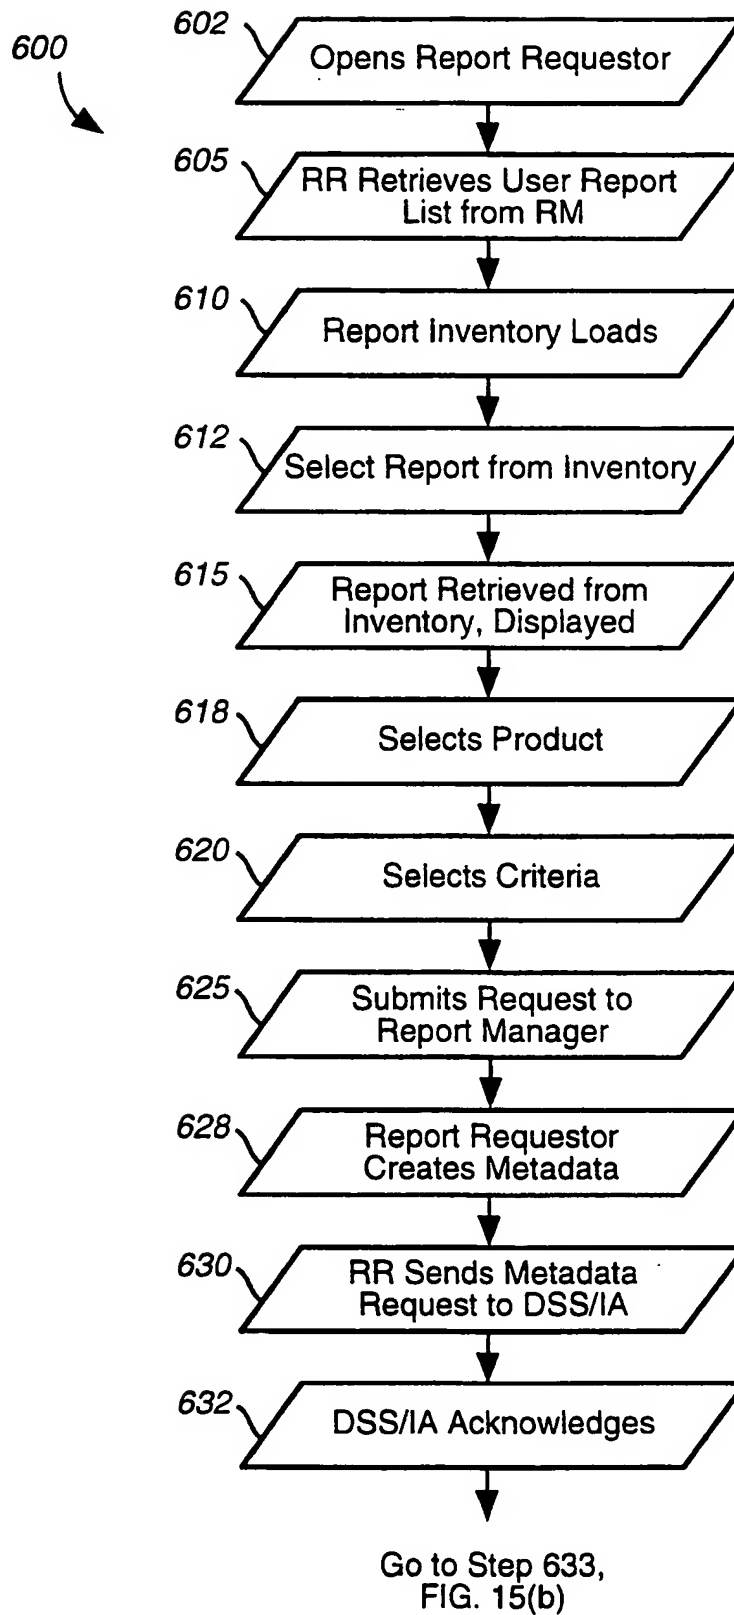 600
602
Opens Report Requestor
605
RR Retrieves User Report
List from RM
610
Report Inventory Loads
612
Select Report from Inventory
615
Report Retrieved from
Inventory, Displayed
618
Selects Product
620
Selects Criteria
625
Submits Request to
Report Manager
628
Report Requestor
Creates Metadata
630
RR Sends Metadata
Request to DSS/IA
632
DSS/IA Acknowledges
Go to Step 633,
FIG. 15(b)